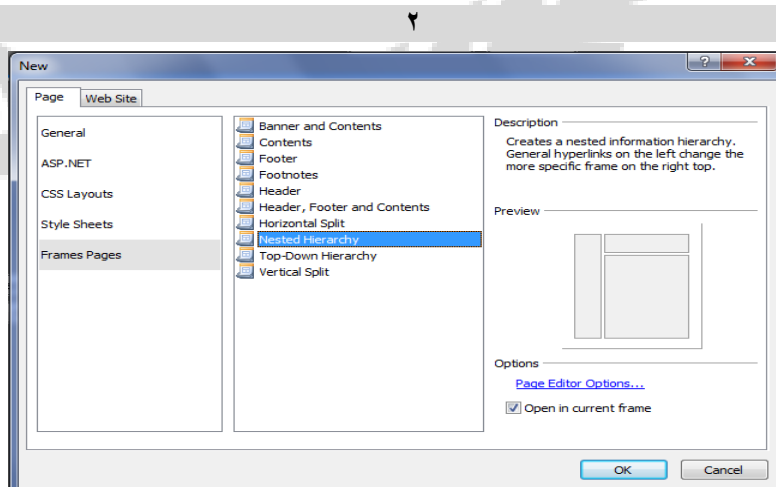 ٢
New
Page
Web Site
General
ASP.NET
CSS Layouts
Style Sheets
Frames Pages
Banner and Contents
Contents
Footer
Footnotes
Header
Header, Footer and Contents
Horizontal Split
Nested Hierarchy
Top-Down Hierarchy
Vertical Split
Description
Creates a nested information hierarchy.
General hyperlinks on the left change the
more specific frame on the right top.
Preview
Options
Page Editor Options...
Open in current frame
OK
Cancel